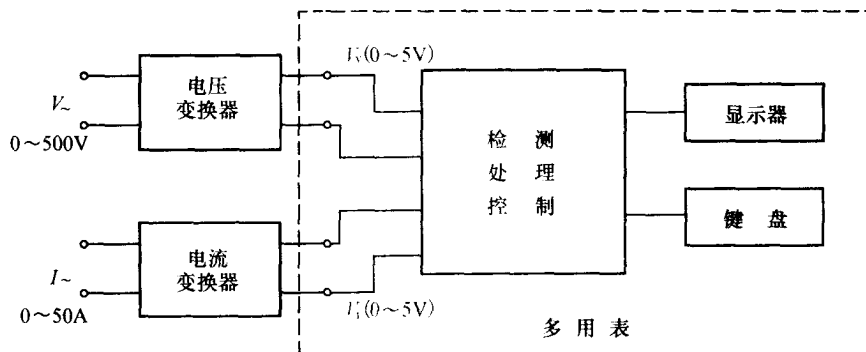 V~
0～500V
电压
变换器
(0～5V)
检测
处理
控制
显示器
键盘
I~
0～50A
电流
变换器
(0～5V)
多用表